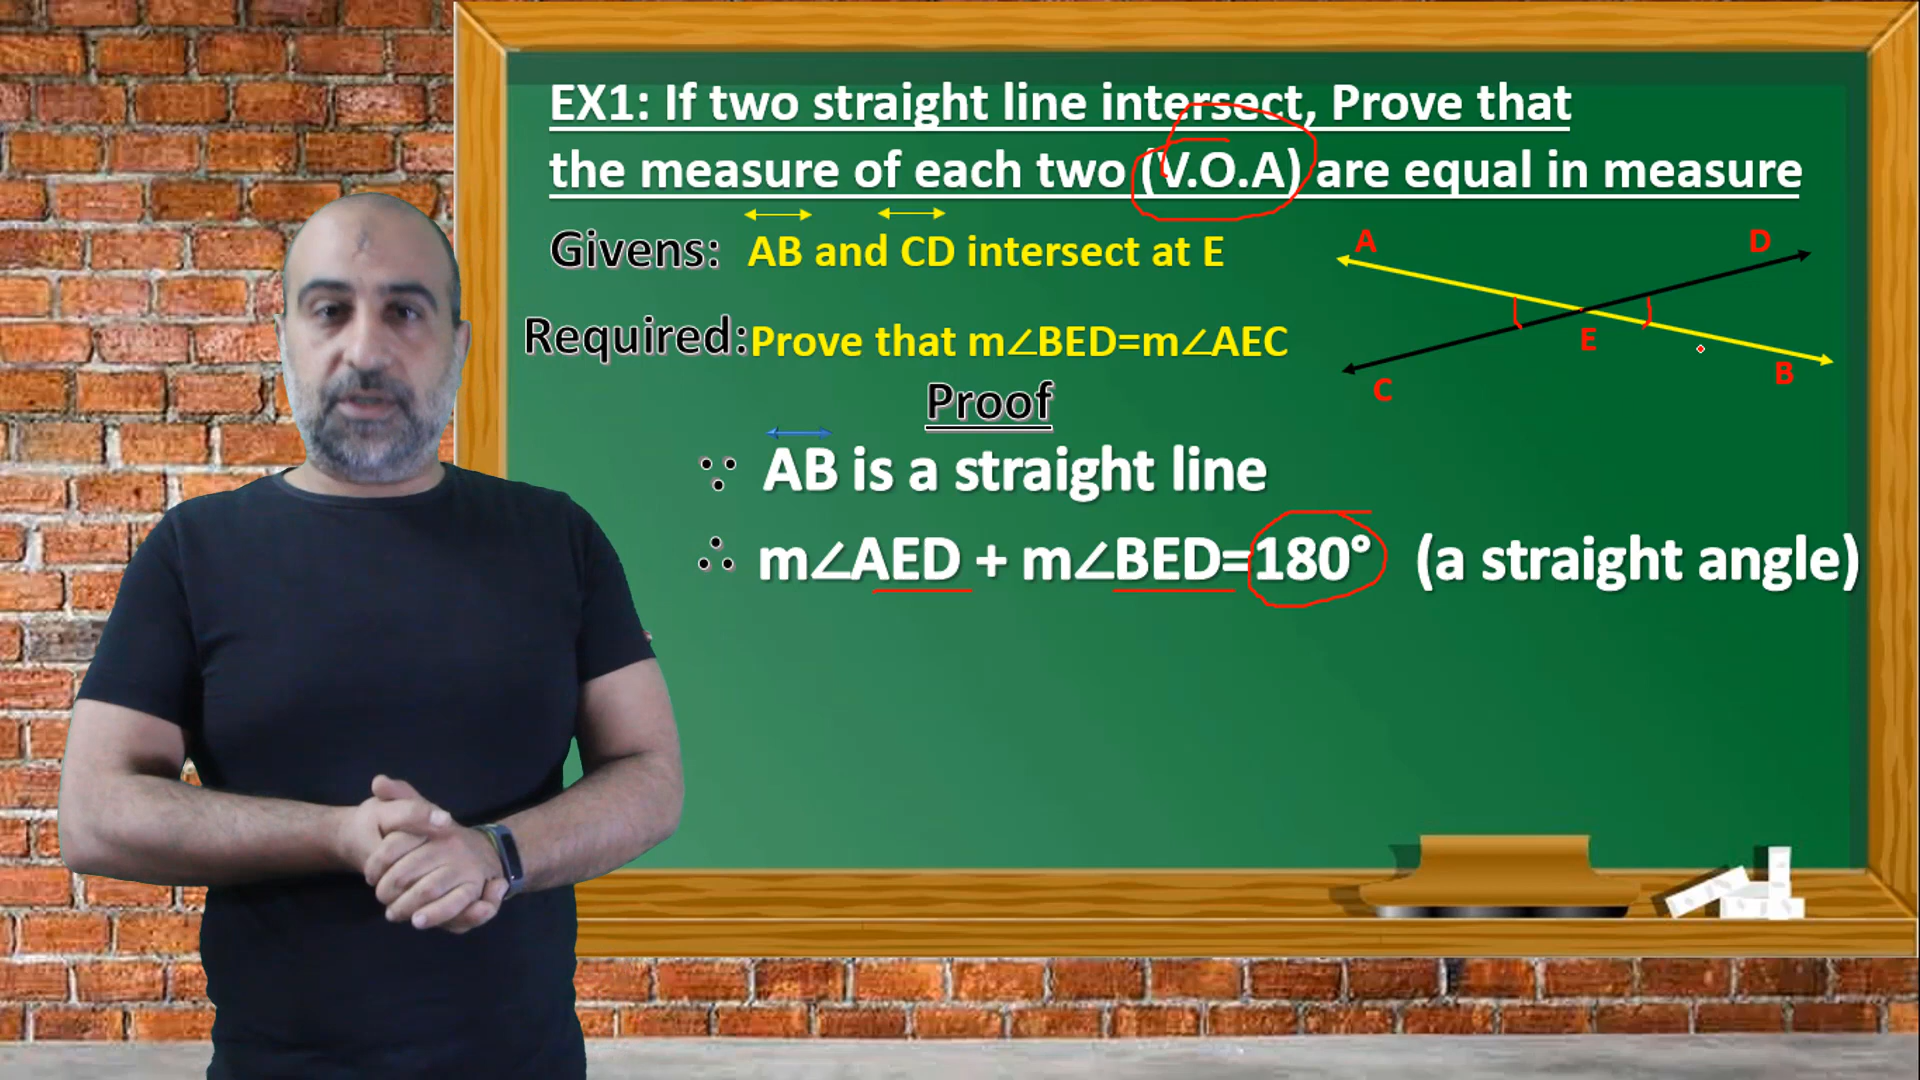 EX1: If two straight line intersect, Prove that
the measure of each two (V.O.A) are equal in measure
Givens: AB and CD intersect at E
Required: Prove that m∠BED=m∠AEC
A
D
E
B
C
Proof
∵ AB is a straight line
∴ m∠AED + m∠BED=180° (a straight angle)